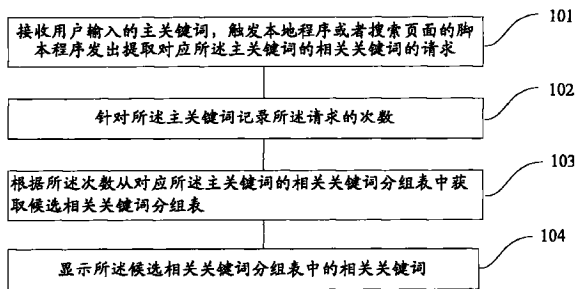 101
接收用户输入的主关键词，触发本地程序或者搜索页面的脚
本程序发出提取对应所述主关键词的相关关键词的请求
102
针对所述主关键词记录所述请求的次数
103
根据所述次数从对应所述主关键词的相关关键词分组表中获
取候选相关关键词分组表
104
显示所述候选相关关键词分组表中的相关关键词